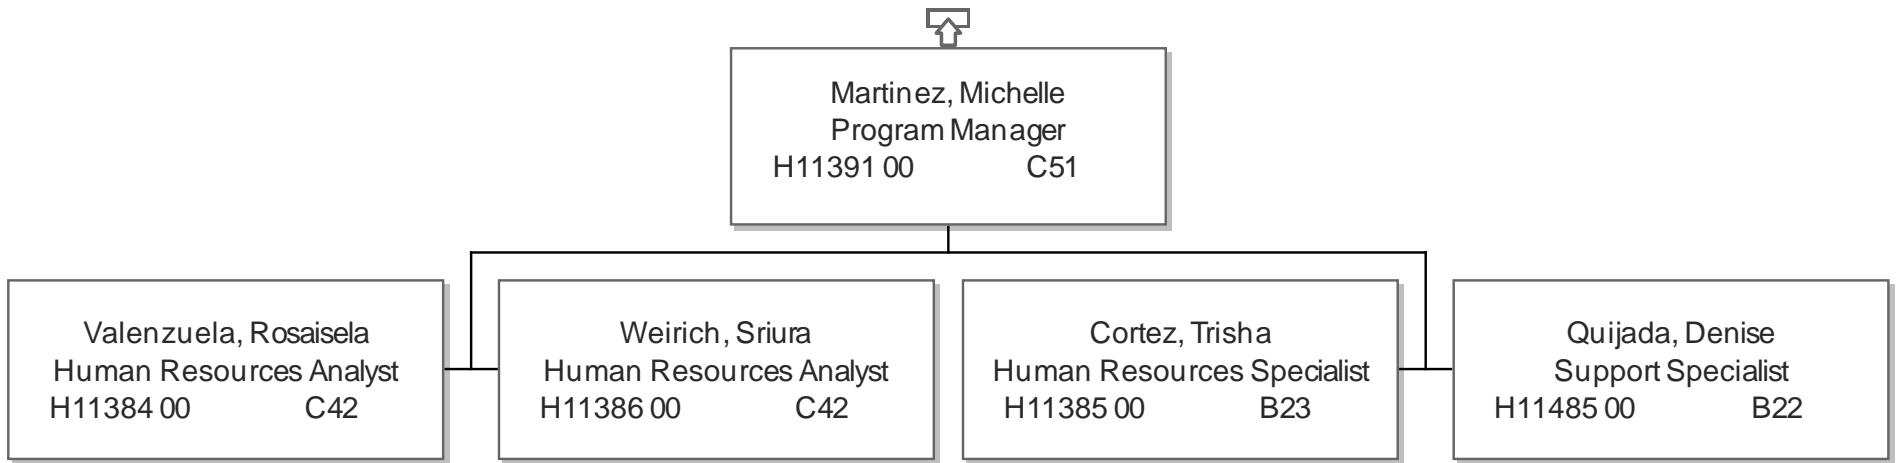 Martinez, Michelle
Program Manager
H11391 00 C51
Valenzuela, Rosaisela
Human Resources Analyst
H11384 00 C42
Weirich, Sriura
Human Resources Analyst
H11386 00 C42
Cortez, Trisha
Human Resources Specialist
H11385 00 B23
Quijada, Denise
Support Specialist
H11485 00 B22